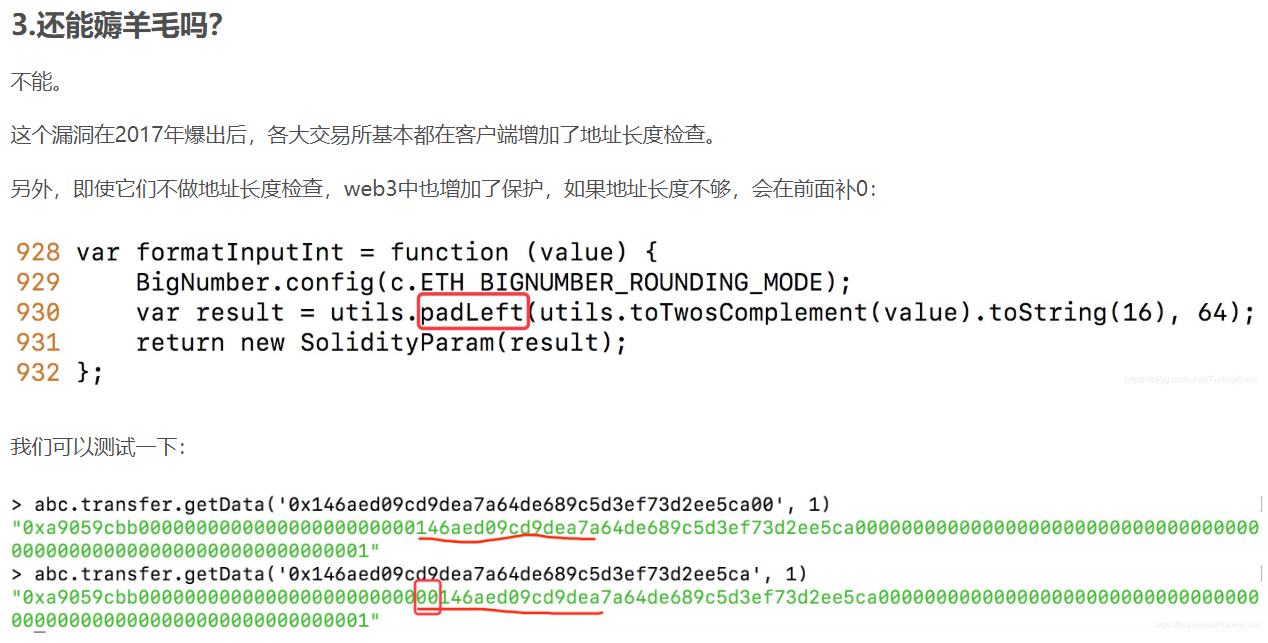 3.还能薅羊毛吗?
不能。
这个漏洞在2017年爆出后，各大交易所基本都在客户端增加了地址长度检查。
另外，即使它们不做地址长度检查，web3中也增加了保护，如果地址长度不够，会在前面补0：
928 var formatInputInt = function (value) {
929     BigNumber.config(c.ETH_BIGNUMBER_ROUNDING_MODE);
930     var result = utils.padLeft(utils.toTwosComplement(value).toString(16), 64);
931     return new SolidityParam(result);
932 };
https://blog.csdn.net/TurkeyCock
我们可以测试一下：
> abc.transfer.getData('0x146aed09cd9dea7a64de689c5d3ef73d2ee5ca00', 1)
"0xa9059cbb000000000000000000000000146aed09cd9dea7a64de689c5d3ef73d2ee5ca000000000000000000000000000000000000
00000000000000000000000000001"
> abc.transfer.getData('0x146aed09cd9dea7a64de689c5d3ef73d2ee5ca', 1)
"0xa9059cbb00000000000000000000000000146aed09cd9dea7a64de689c5d3ef73d2ee5ca0000000000000000000000000000000000
00000000000000000000000000001"
https://blog.csdn.net/TurkeyCock